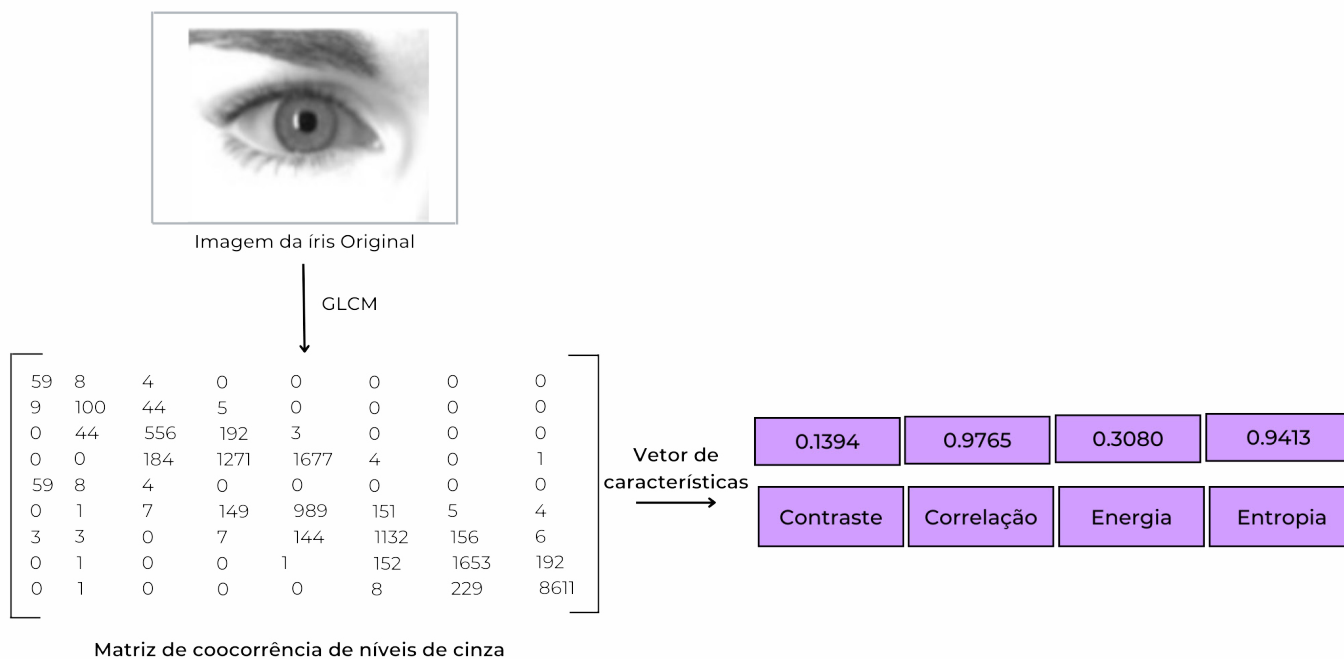 Imagem da íris Original
GLCM
59 8 4 0 0 0 0 0
9 100 44 5 0 0 0 0
0 44 556 192 3 0 0 0
0 0 184 1271 1677 4 0 1
59 8 4 0 0 0 0 0
0 1 7 149 989 151 5 4
3 3 0 7 144 1132 156 6
0 1 0 0 1 152 1653 192
0 1 0 0 0 8 229 8611
Matriz de coocorrência de níveis de cinza
Vetor de
características
0.1394 0.9765 0.3080 0.9413
Contraste Correlação Energia Entropia